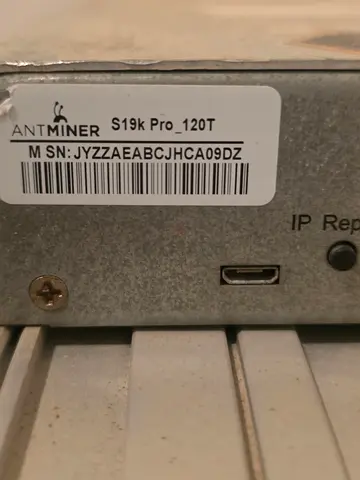 ANTMINER S19k Pro_120T
M SN: JYZZAEABCJHCA09DZ
IP Rep